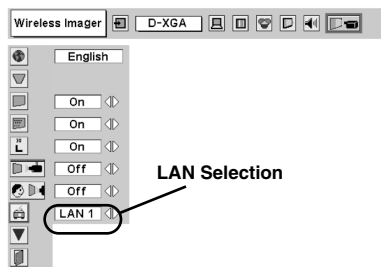 Wireless Imager D-XGA
English
On
On
On
Off
Off
LAN 1
LAN Selection